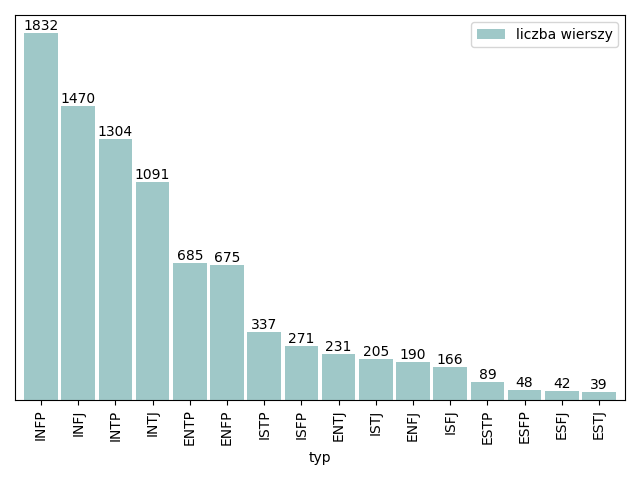 liczba wierszy
1832
1470
1304
1091
685
675
337
271
231
205
190
166
89
48
42
39
INFP
INFJ
INTP
INTJ
ENTP
ENFP
ISTP
ISFP
ENTJ
ISTJ
ENFJ
ISFJ
ESTP
ESFP
ESFJ
ESTJ
typ